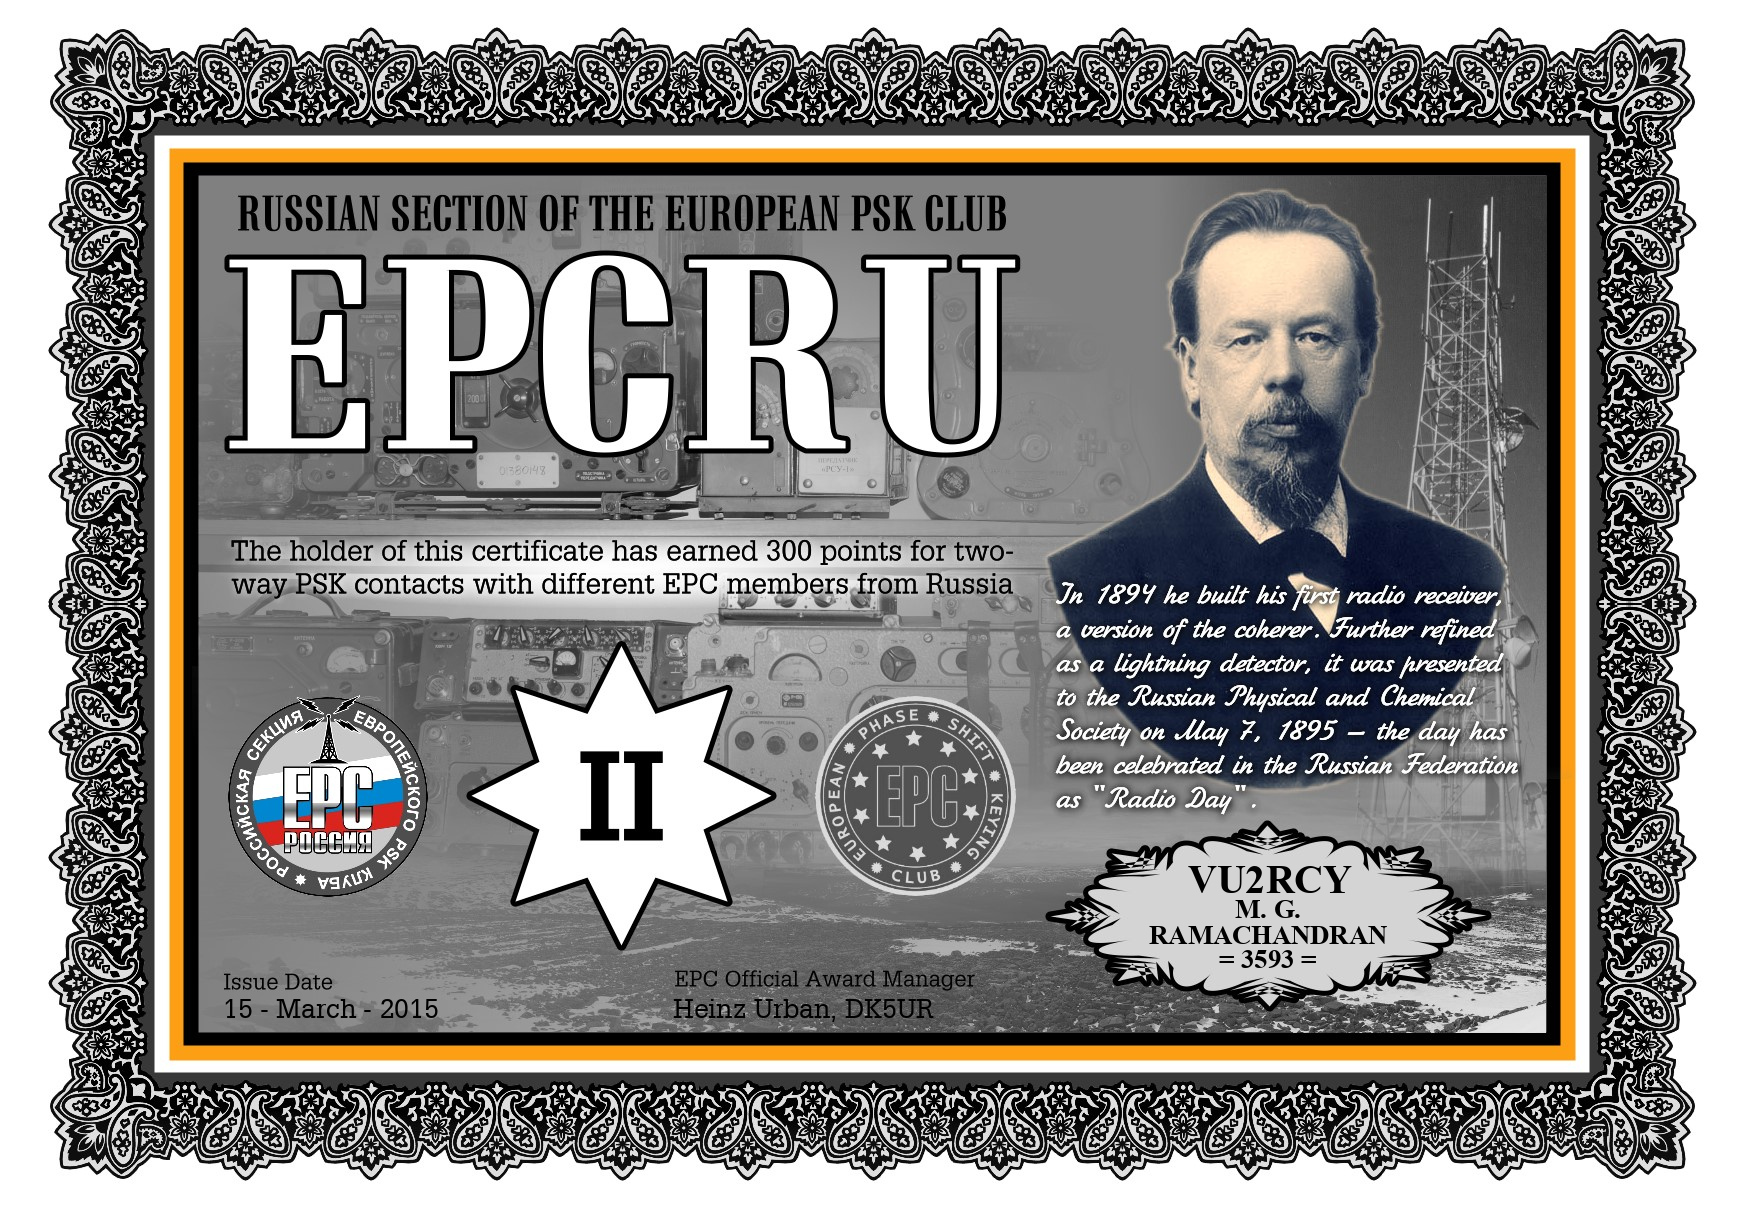 RUSSIAN SECTION OF THE EUROPEAN PSK CLUB
EPCRU
0380148
ПЕРЕДАТЧИК
«РСУ-1»
The holder of this certificate has earned 300 points for two-
way PSK contacts with different EPC members from Russia
In 1894 he built his first radio receiver,
a version of the coherer. Further refined
as a lightning detector, it was presented
to the Russian Physical and Chemical
Society on May 7, 1895 – the day has
been celebrated in the Russian Federation
as "Radio Day".
РОССИЙСКАЯ СЕКЦИЯ ЕВРОПЕЙСКОГО PSK КЛУБА
EPC
РОССИЯ
II
EUROPEAN PHASE SHIFT KEYING CLUB
EPC
VU2RCY
M. G.
RAMACHANDRAN
= 3593 =
Issue Date
15 - March - 2015
EPC Official Award Manager
Heinz Urban, DK5UR